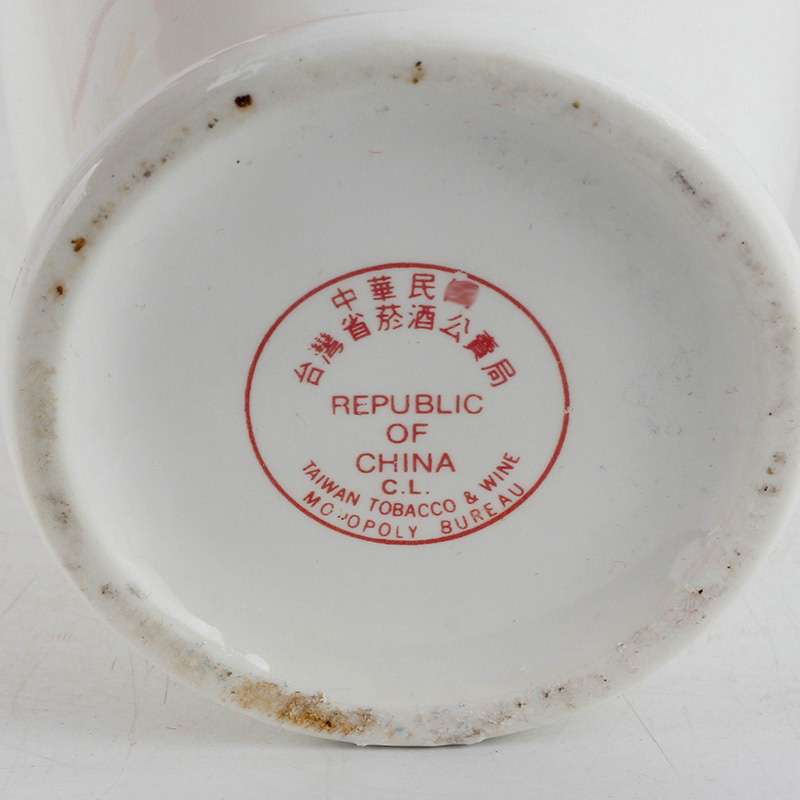 中華民
台灣省菸酒公賣局
REPUBLIC
OF
CHINA
C.L.
TAIWAN TOBACCO & WINE
MONOPOLY BUREAU